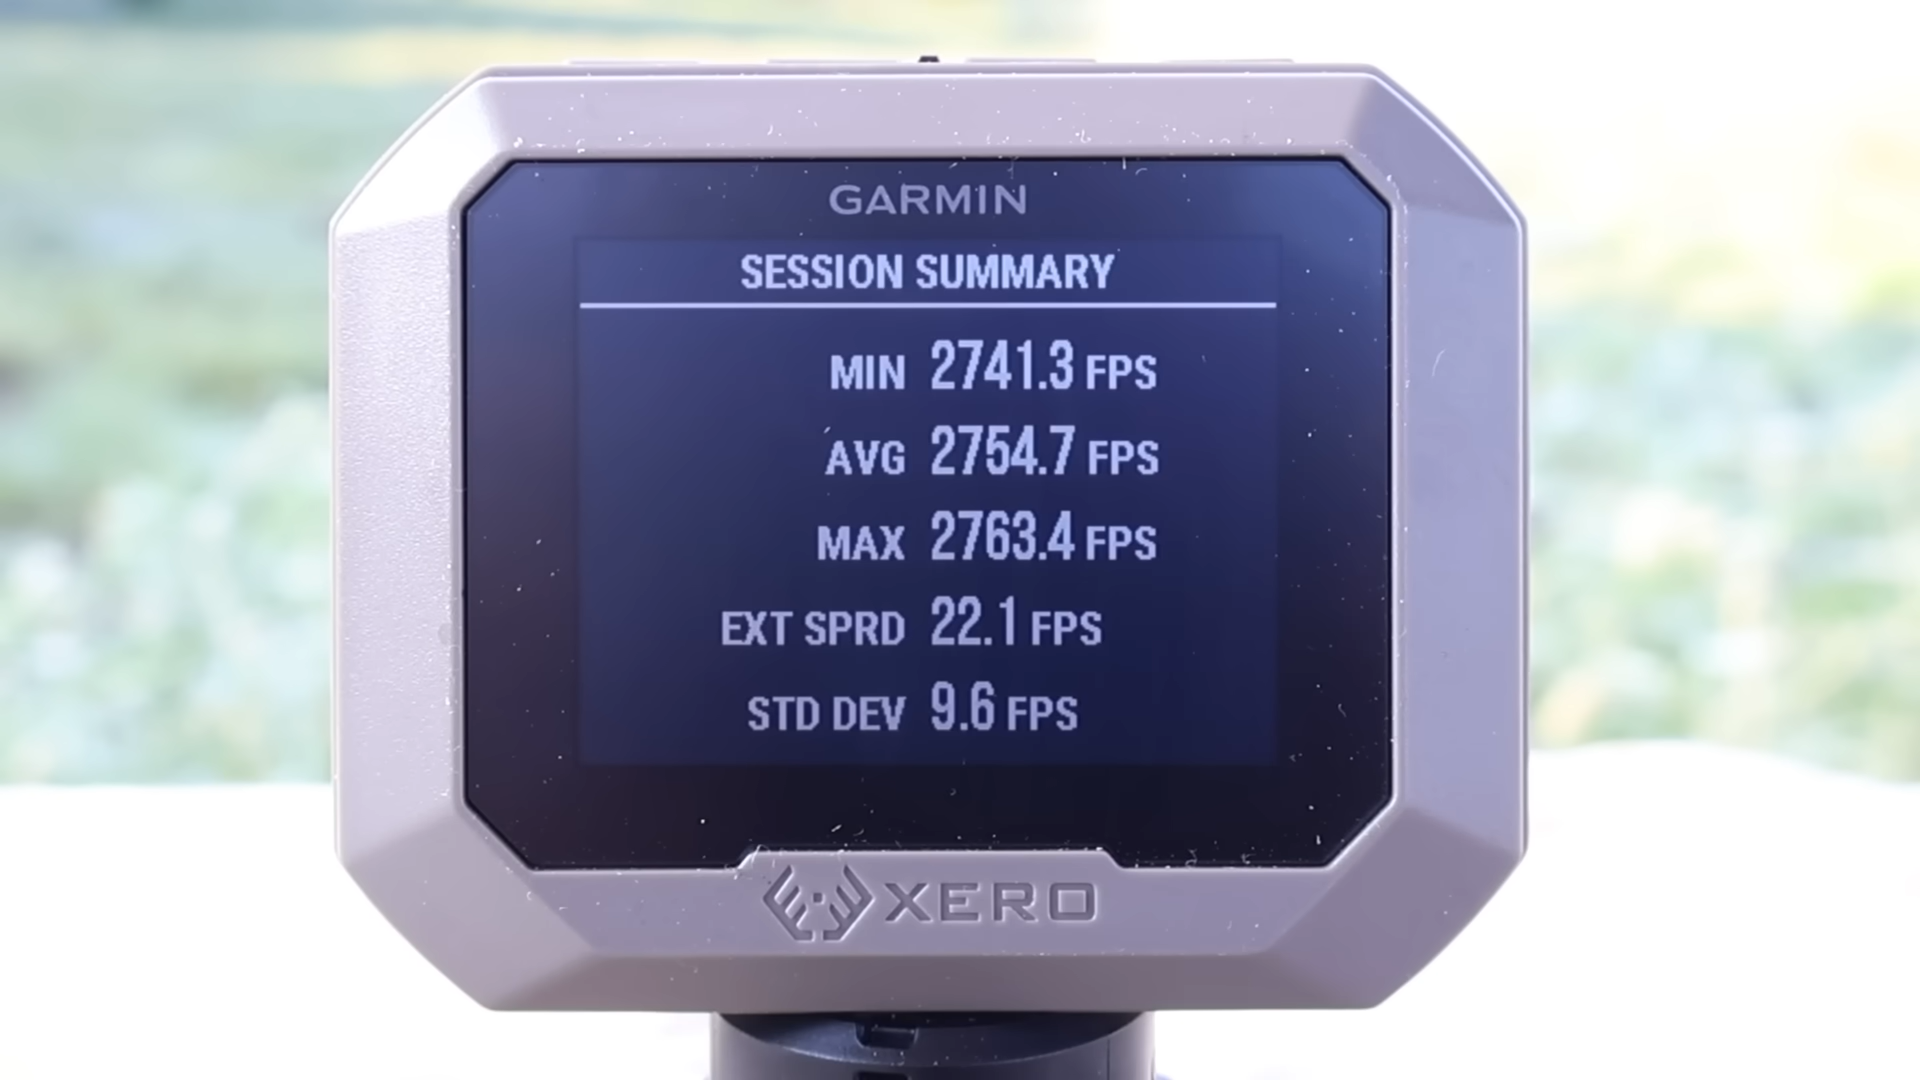 GARMIN
SESSION SUMMARY
MIN 2741.3 FPS
AVG 2754.7 FPS
MAX 2763.4 FPS
EXT SPRD 22.1 FPS
STD DEV 9.6 FPS
XERO